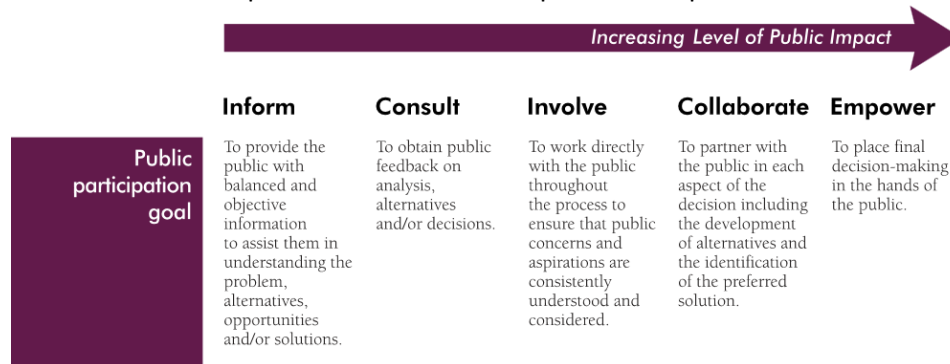 Increasing Level of Public Impact
Inform
Consult
Involve
Collaborate
Empower
Public
participation
goal
To provide the
public with
balanced and
objective
information
to assist them in
understanding the
problem,
alternatives,
opportunities
and/or solutions.
To obtain public
feedback on
analysis,
alternatives
and/or decisions.
To work directly
with the public
throughout
the process to
ensure that public
concerns and
aspirations are
consistently
understood and
considered.
To partner with
the public in each
aspect of the
decision including
the development
of alternatives and
the identification
of the preferred
solution.
To place final
decision-making
in the hands of
the public.